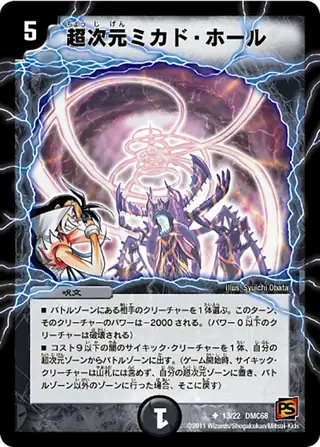 5
超次元ミカド・ホール
ちょうじげん
illus. Syuichi Obata
呪文
■ バトルゾーンにある相手のクリーチャーを1体選ぶ。このターン、
そのクリーチャーのパワーは−2000される。(パワー0以下のク
リーチャーは破壊される)
■ コスト9以下の闇のサイキック・クリーチャーを1体、自分の
超次元ゾーンからバトルゾーンに出す。(ゲーム開始時、サイキック・
クリーチャーは山札には含めず、自分の超次元ゾーンに置き、バト
ルゾーン以外のゾーンに行った場合、そこに戻す)
1
13/22 DMC68
©2011 Wizards/Shogakukan/Mitsui-Kids
PS